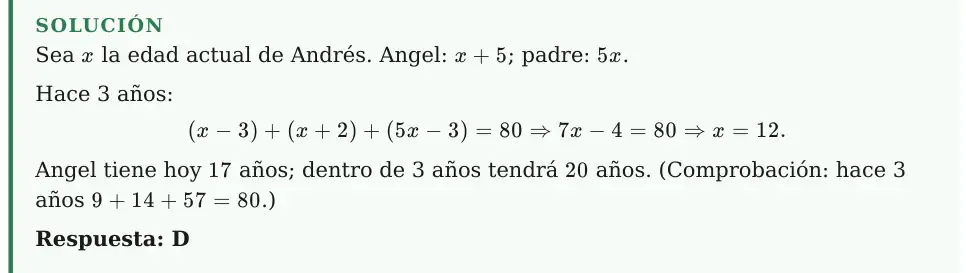 SOLUCIÓN
Sea x la edad actual de Andrés. Angel: x + 5; padre: 5x.
Hace 3 años:
(x − 3) + (x + 2) + (5x − 3) = 80 ⇒ 7x − 4 = 80 ⇒ x = 12.
Angel tiene hoy 17 años; dentro de 3 años tendrá 20 años. (Comprobación: hace 3
años 9 + 14 + 57 = 80.)
Respuesta: D